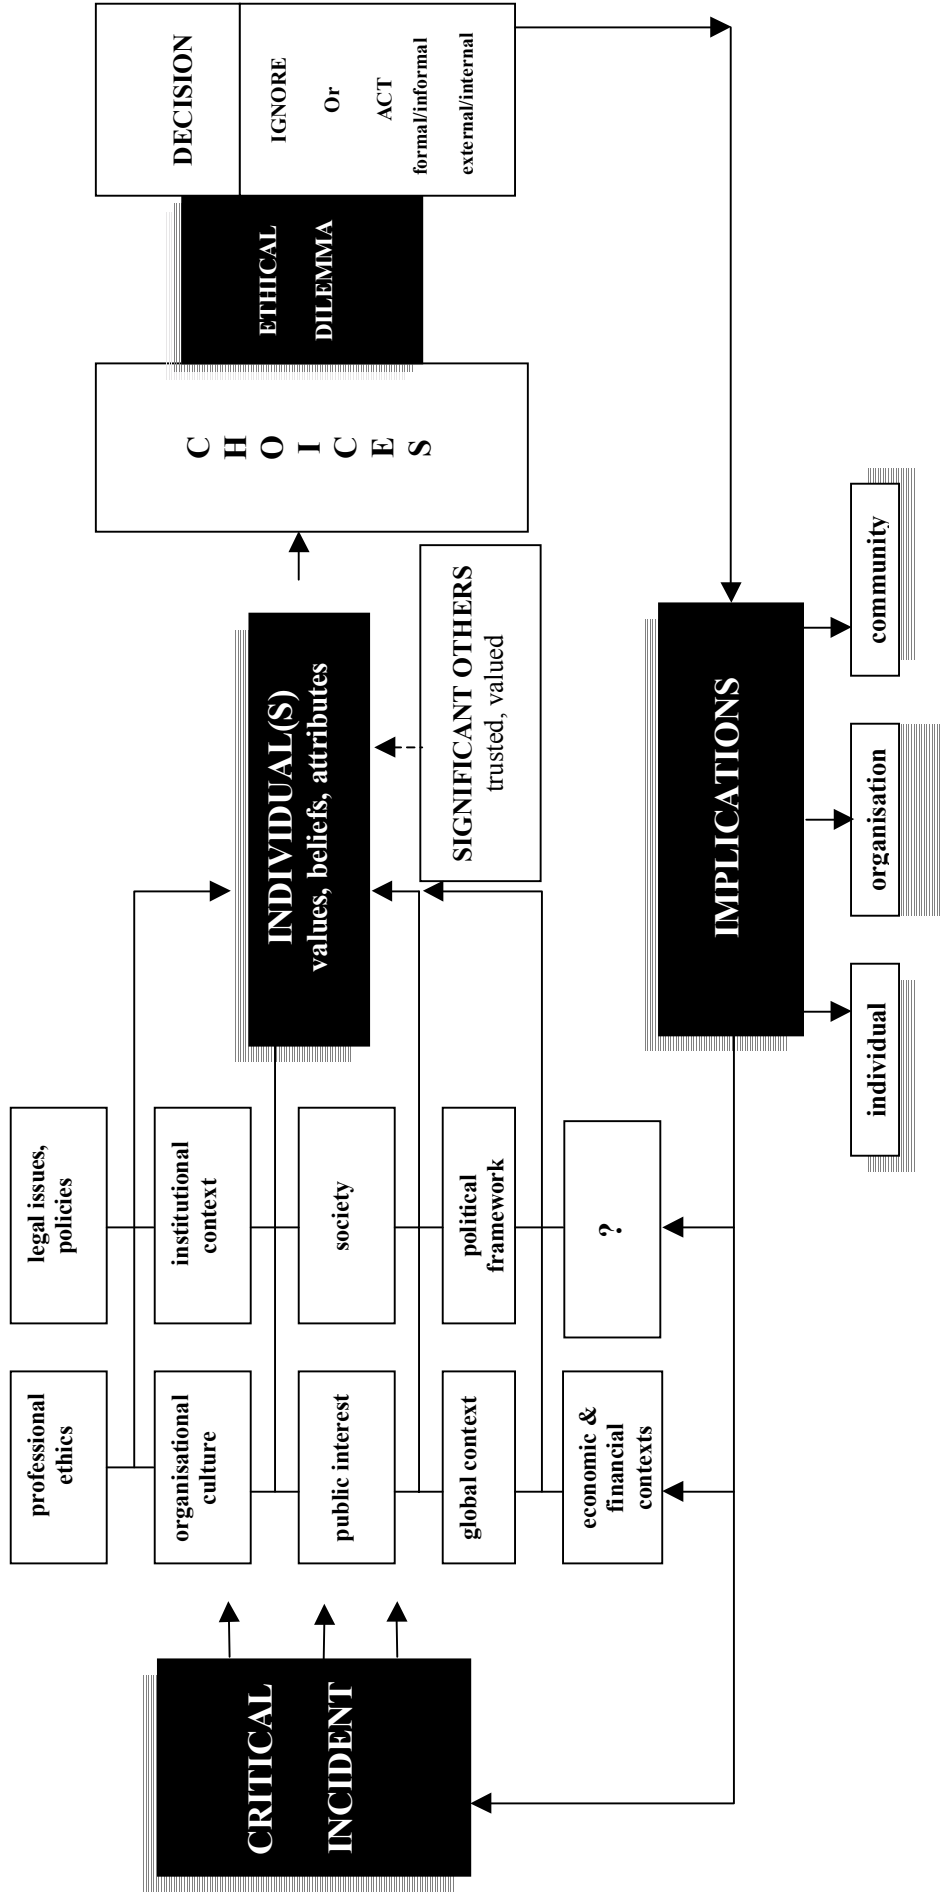 CRITICAL
INCIDENT
professional
ethics
legal issues,
policies
organisational
culture
institutional
context
public interest
society
global context
political
framework
economic &
financial
contexts
?
INDIVIDUAL(S)
values, beliefs, attributes
SIGNIFICANT OTHERS
trusted, valued
C
H
O
I
C
E
S
ETHICAL
DILEMMA
DECISION
IGNORE
Or
ACT
formal/informal
external/internal
IMPLICATIONS
individual
organisation
community